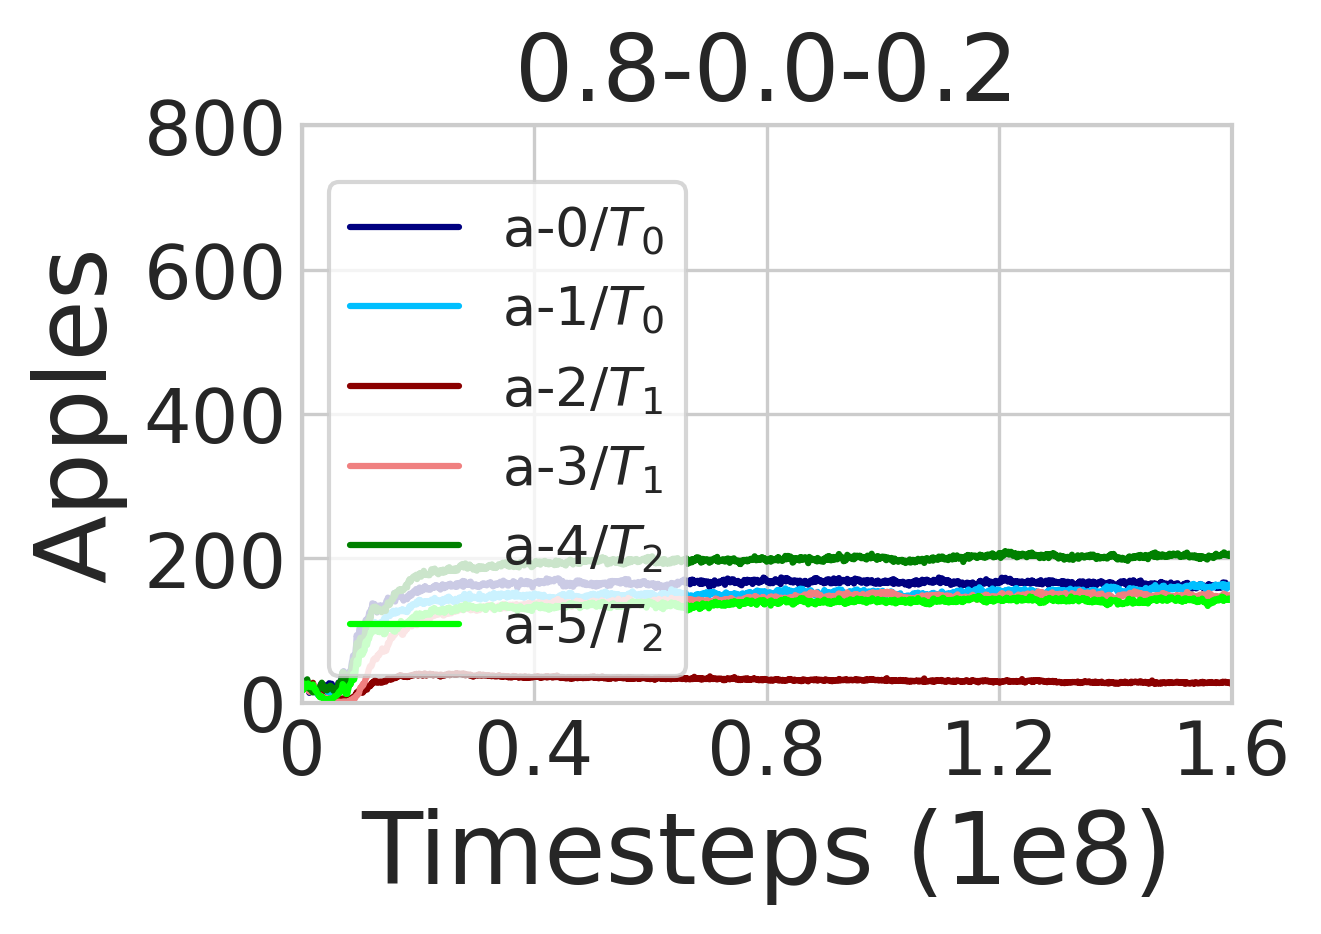 0.8-0.0-0.2
800
600
400
200
0
Apples
a-0/T₀
a-1/T₀
a-2/T₁
a-3/T₁
a-4/T₂
a-5/T₂
0 0.4 0.8 1.2 1.6
Timesteps (1e8)